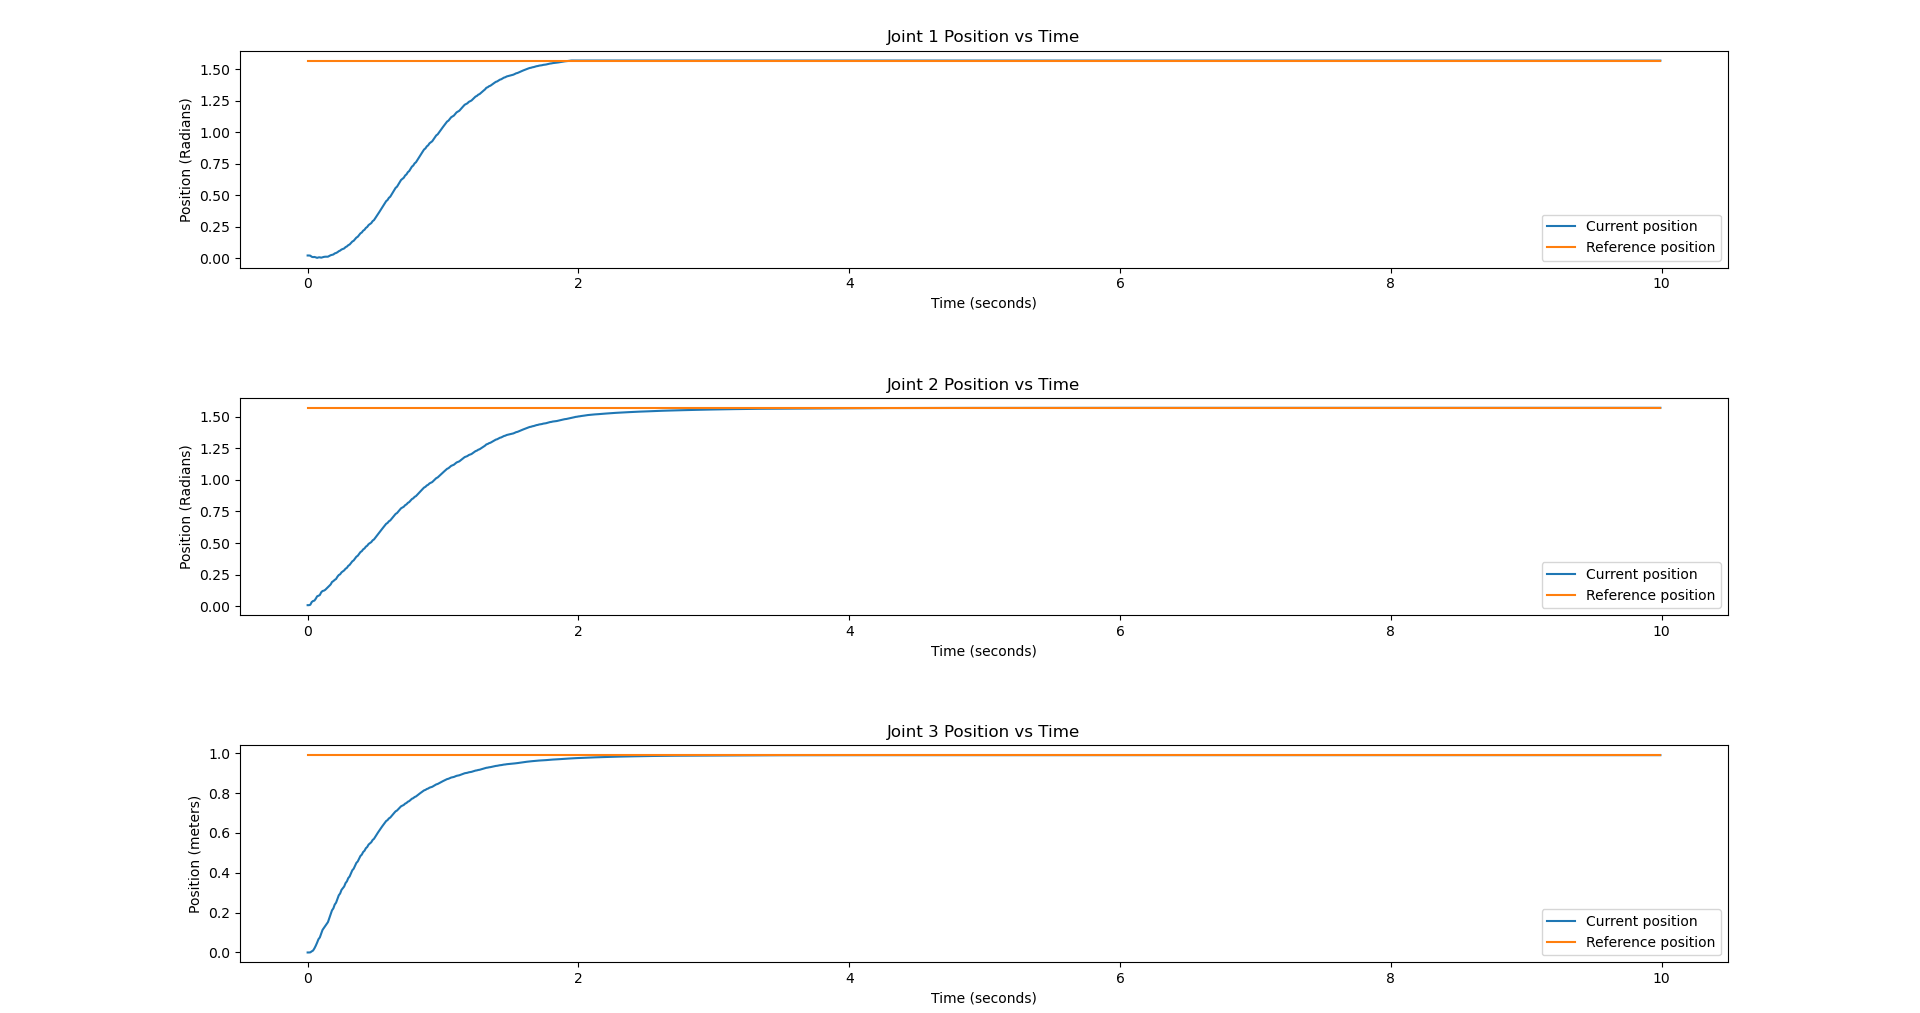 Joint 1 Position vs Time
Position (Radians)
1.50
1.25
1.00
0.75
0.50
0.25
0.00
0 2 4 6 8 10
Time (seconds)
Current position
Reference position
Joint 2 Position vs Time
Position (Radians)
1.50
1.25
1.00
0.75
0.50
0.25
0.00
0 2 4 6 8 10
Time (seconds)
Current position
Reference position
Joint 3 Position vs Time
Position (meters)
1.0
0.8
0.6
0.4
0.2
0.0
0 2 4 6 8 10
Time (seconds)
Current position
Reference position